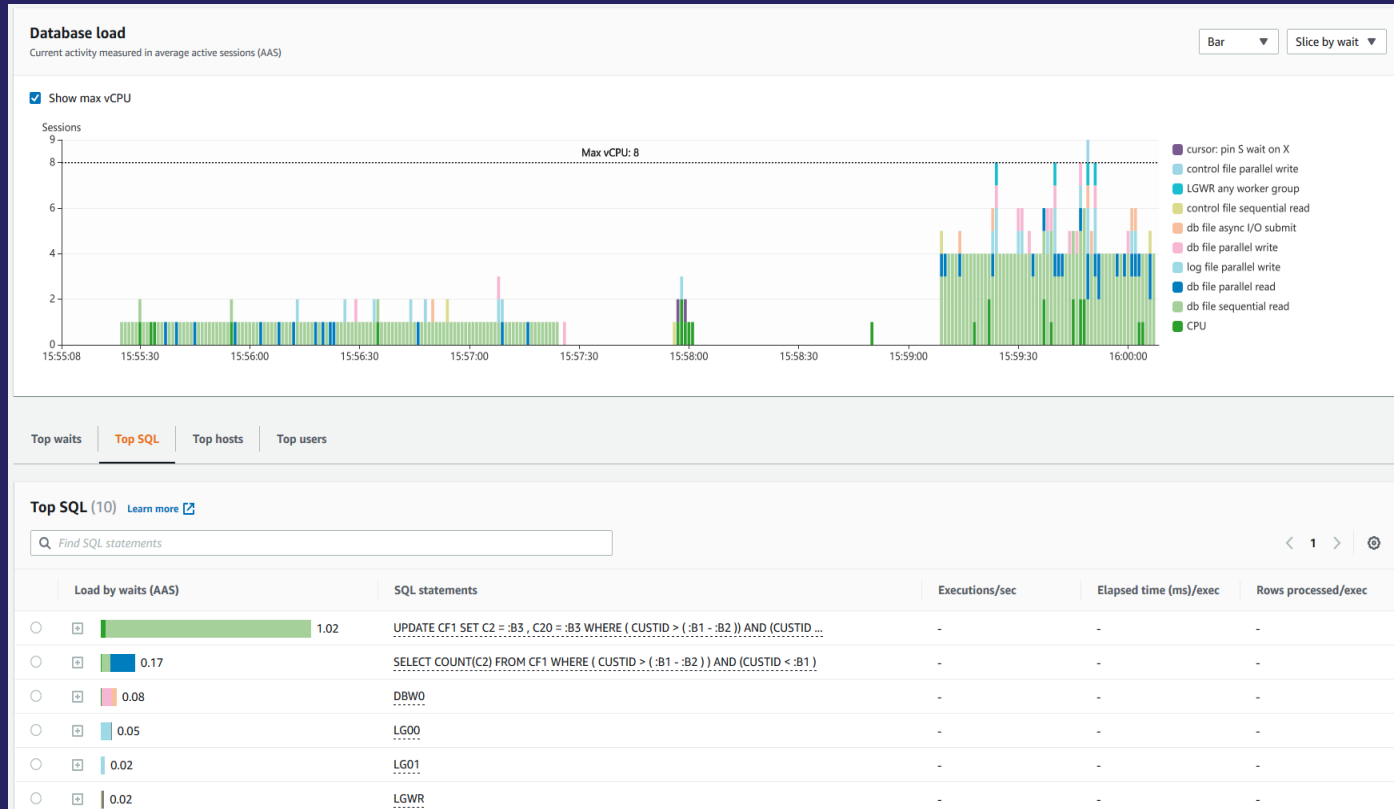 Database load
Current activity measured in average active sessions (AAS)
Bar
Slice by wait
Show max vCPU
Sessions
9
8
6
4
2
0
Max vCPU: 8
15:55:08 15:55:30 15:56:00 15:56:30 15:57:00 15:57:30 15:58:00 15:58:30 15:59:00 15:59:30 16:00:00
cursor: pin S wait on X
control file parallel write
LGWR any worker group
control file sequential read
db file async I/O submit
db file parallel write
log file parallel write
db file parallel read
db file sequential read
CPU
Top waits Top SQL Top hosts Top users
Top SQL (10) Learn more
Find SQL statements
1
Load by waits (AAS) SQL statements Executions/sec Elapsed time (ms)/exec Rows processed/exec
1.02 UPDATE CF1 SET C2 = :B3 , C20 = :B3 WHERE ( CUSTID > ( :B1 - :B2 )) AND (CUSTID ... - - -
0.17 SELECT COUNT(C2) FROM CF1 WHERE ( CUSTID > ( :B1 - :B2 ) ) AND (CUSTID < :B1 ) - - -
0.08 DBW0 - - -
0.05 LG00 - - -
0.02 LG01 - - -
0.02 LGWR - - -